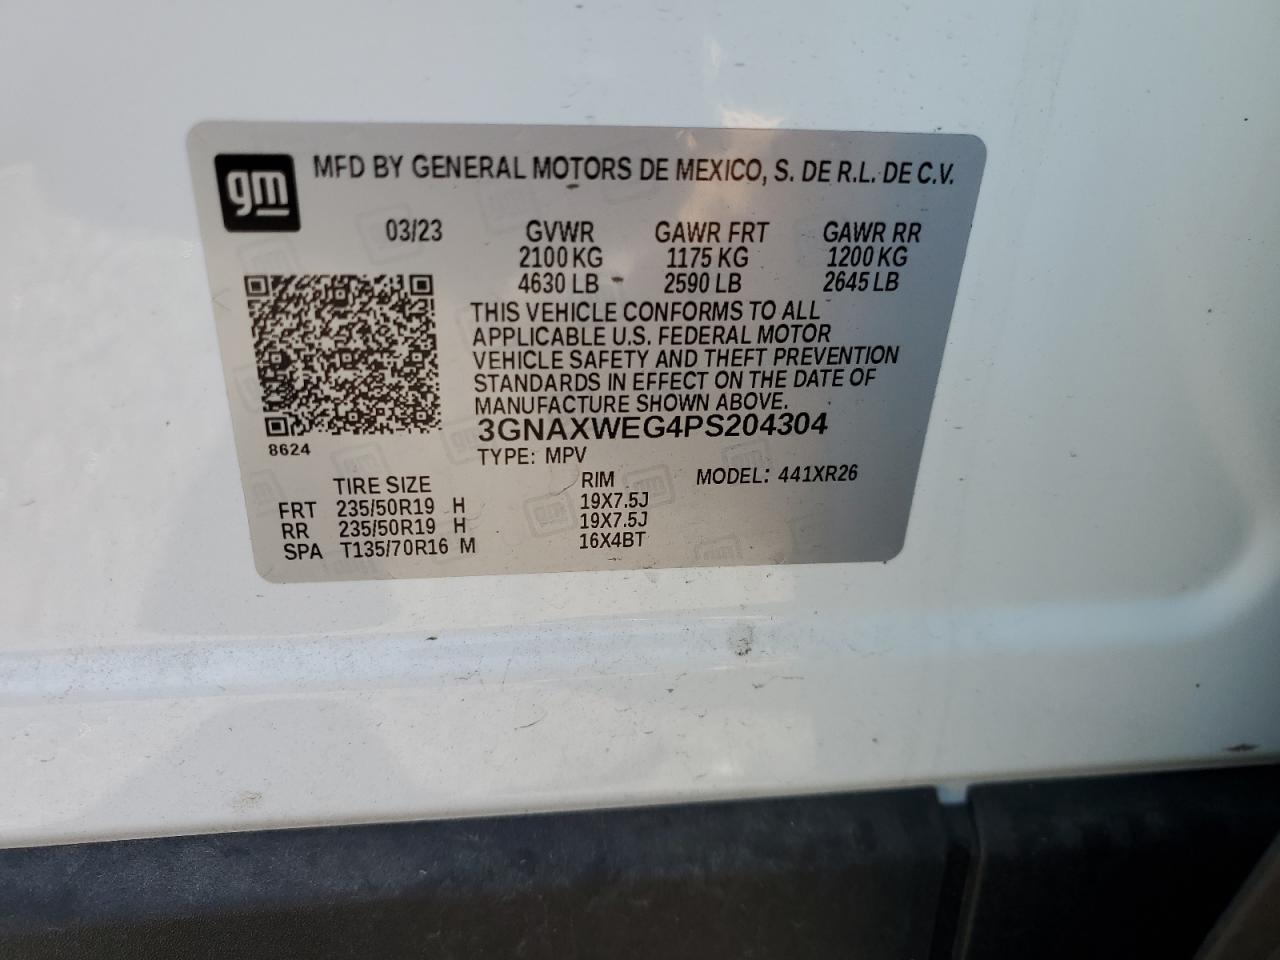 gm
MFD BY GENERAL MOTORS DE MEXICO, S. DE R.L. DE C.V.
03/23 GVWR GAWR FRT GAWR RR
2100 KG 1175 KG 1200 KG
4630 LB 2590 LB 2645 LB
THIS VEHICLE CONFORMS TO ALL
APPLICABLE U.S. FEDERAL MOTOR
VEHICLE SAFETY AND THEFT PREVENTION
STANDARDS IN EFFECT ON THE DATE OF
MANUFACTURE SHOWN ABOVE.
3GNAXWEG4PS204304
8624
TYPE: MPV
MODEL: 441XR26
TIRE SIZE RIM
FRT 235/50R19 H 19X7.5J
RR 235/50R19 H 19X7.5J
SPA T135/70R16 M 16X4BT